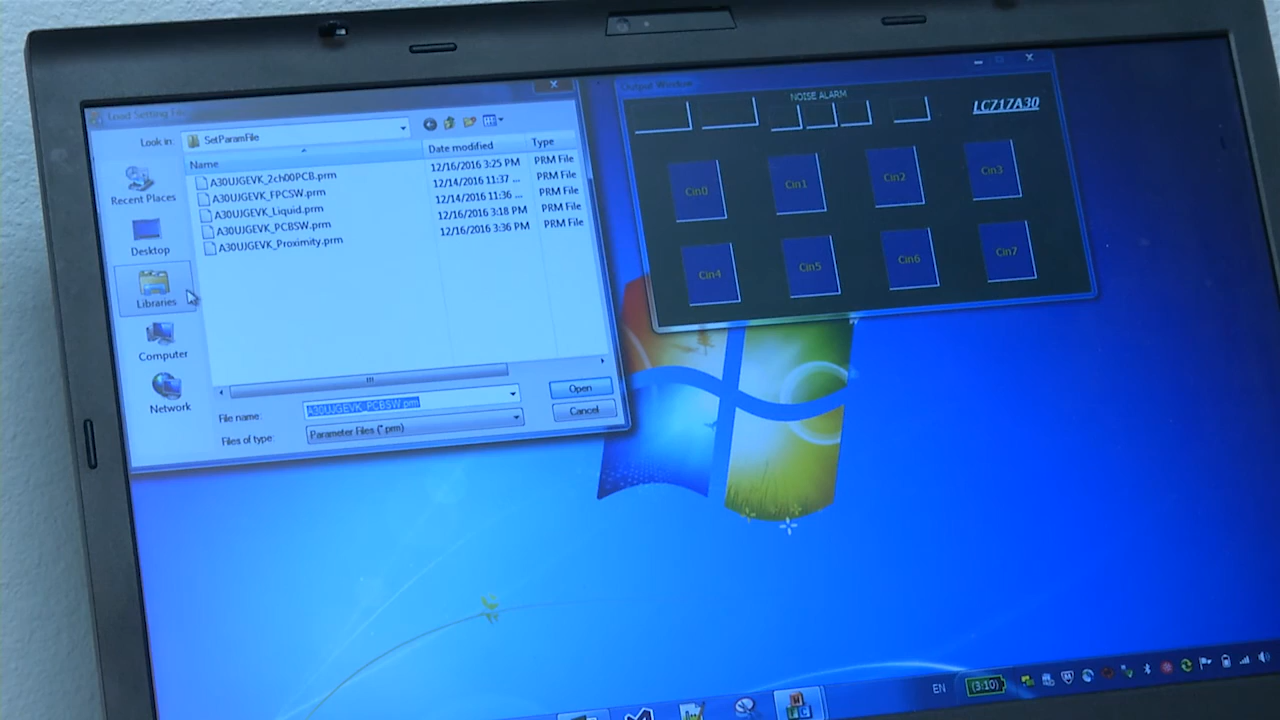 Load Setting File
Look in:
SetParamFile
Name
Date modified
Type
A30UJGEVK_2ch00PCB.prm
12/16/2016 3:25 PM
PRM File
A30UJGEVK_FPCSW.prm
12/14/2016 11:37 ...
PRM File
A30UJGEVK_Liquid.prm
12/14/2016 11:36 ...
PRM File
A30UJGEVK_PCBSW.prm
12/16/2016 3:18 PM
PRM File
A30UJGEVK_Proximity.prm
12/16/2016 3:36 PM
PRM File
Recent Places
Desktop
Libraries
Computer
Network
File name:
A30UJGEVK_PCBSW.prm
Open
Files of type:
Parameter Files (*.prm)
Cancel
Output Window
NOISE ALARM
LC717A30
Cin0
Cin1
Cin2
Cin3
Cin4
Cin5
Cin6
Cin7
EN
(3:10)